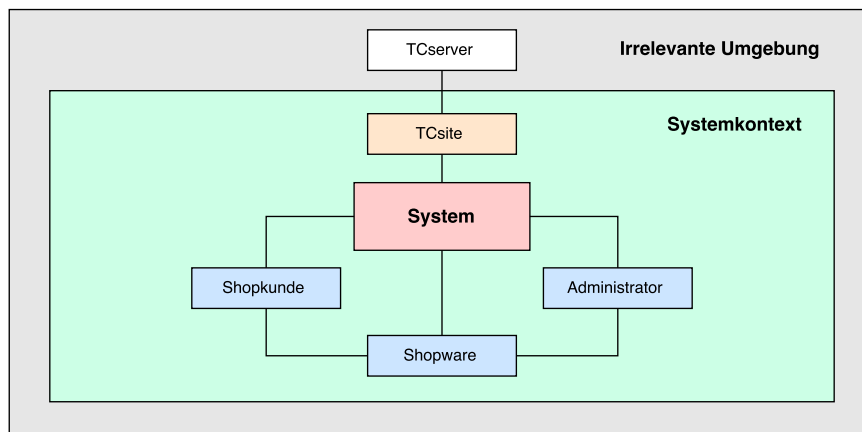 TCserver
Irrelevante Umgebung
TCsite
Systemkontext
System
Shopkunde
Administrator
Shopware